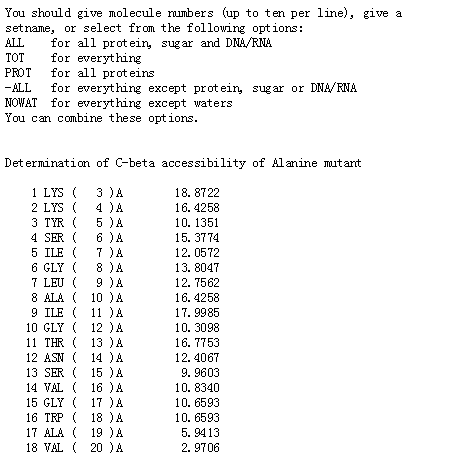 You should give molecule numbers (up to ten per line), give a
setname, or select from the following options:
ALL for all protein, sugar and DNA/RNA
TOT for everything
PROT for all proteins
-ALL for everything except protein, sugar or DNA/RNA
NOWAT for everything except waters
You can combine these options.
Determination of C-beta accessibility of Alanine mutant
1 LYS ( 3 )A 18.8722
2 LYS ( 4 )A 16.4258
3 TYR ( 5 )A 10.1351
4 SER ( 6 )A 15.3774
5 ILE ( 7 )A 12.0572
6 GLY ( 8 )A 13.8047
7 LEU ( 9 )A 12.7562
8 ALA ( 10 )A 16.4258
9 ILE ( 11 )A 17.9985
10 GLY ( 12 )A 10.3098
11 THR ( 13 )A 16.7753
12 ASN ( 14 )A 12.4067
13 SER ( 15 )A 9.9603
14 VAL ( 16 )A 10.8340
15 GLY ( 17 )A 10.6593
16 TRP ( 18 )A 10.6593
17 ALA ( 19 )A 5.9413
18 VAL ( 20 )A 2.9706